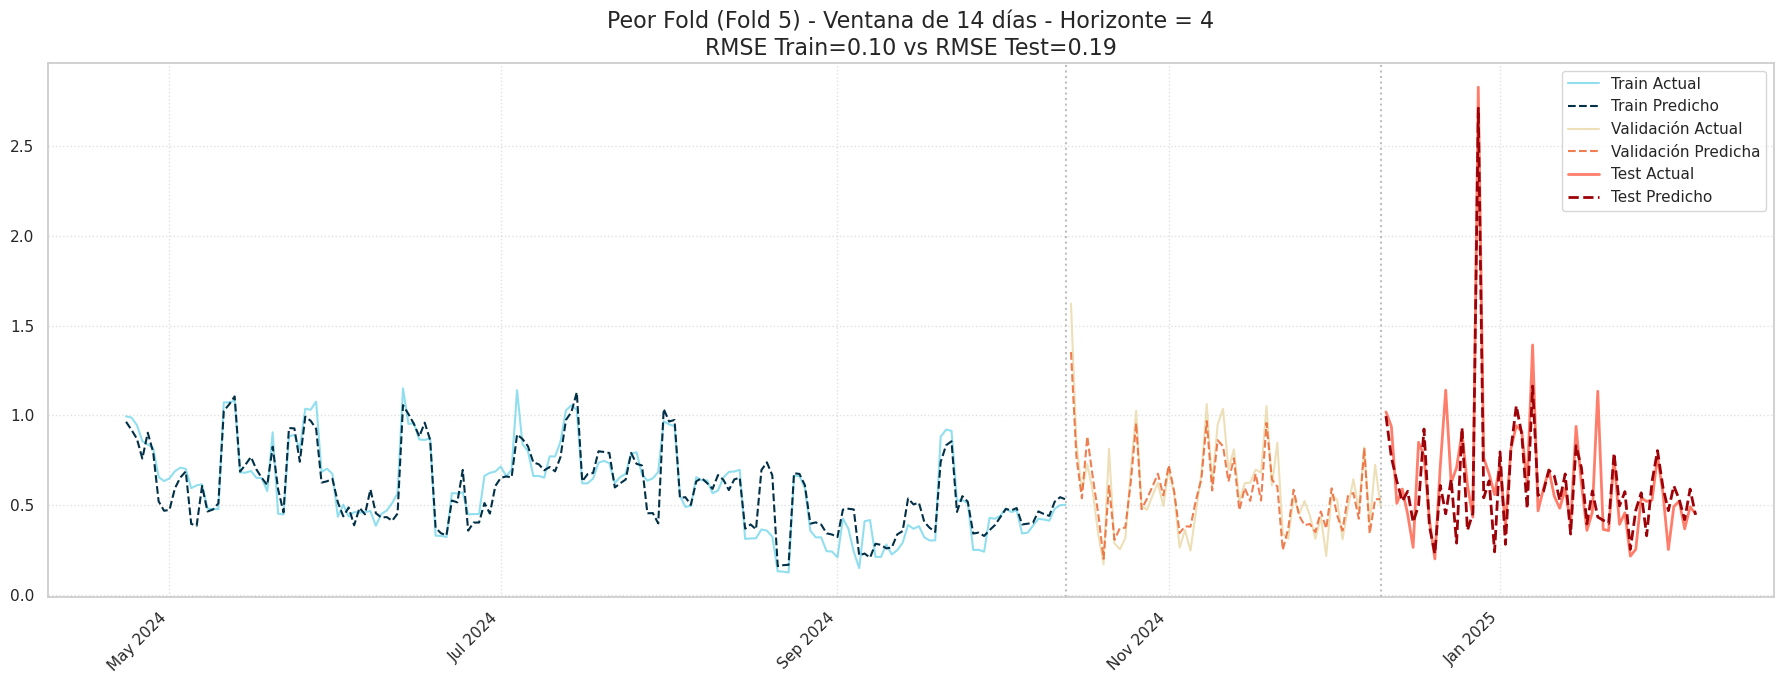 Peor Fold (Fold 5) - Ventana de 14 días - Horizonte = 4
RMSE Train=0.10 vs RMSE Test=0.19
Train Actual
Train Predicho
Validación Actual
Validación Predicha
Test Actual
Test Predicho
2.5
2.0
1.5
1.0
0.5
0.0
May 2024
Jul 2024
Sep 2024
Nov 2024
Jan 2025